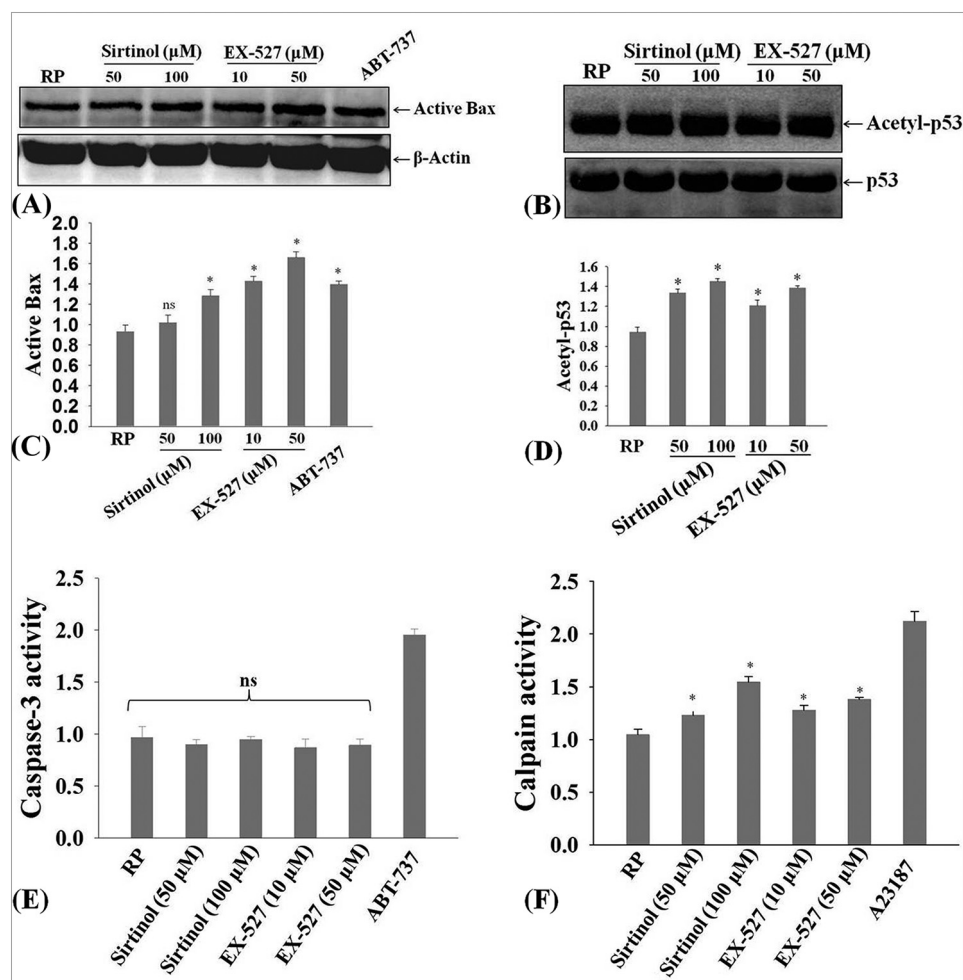 Sirtinol (µM) EX-527 (µM) ABT-737
RP 50 100 10 50
Active Bax
β-Actin
(A)
Sirtinol (µM) EX-527 (µM)
RP 50 100 10 50
Acetyl-p53
p53
(B)
Active Bax
2.0
1.8
1.6
1.4
1.2
1.0
0.8
0.6
0.4
0.2
0.0
ns * * * *
RP 50 100 10 50 ABT-737
Sirtinol (µM) EX-527 (µM)
(C)
Acetyl-p53
1.6
1.4
1.2
1.0
0.8
0.6
0.4
0.2
0.0
* * * *
RP 50 100 10 50
Sirtinol (µM) EX-527 (µM)
(D)
Caspase-3 activity
2.5
2.0
1.5
1.0
0.5
0.0
ns
RP
Sirtinol (50 µM)
Sirtinol (100 µM)
EX-527 (10 µM)
EX-527 (50 µM)
ABT-737
(E)
Calpain activity
2.5
2.0
1.5
1.0
0.5
0.0
* * * *
RP
Sirtinol (50 µM)
Sirtinol (100 µM)
EX-527 (10 µM)
EX-527 (50 µM)
A23187
(F)